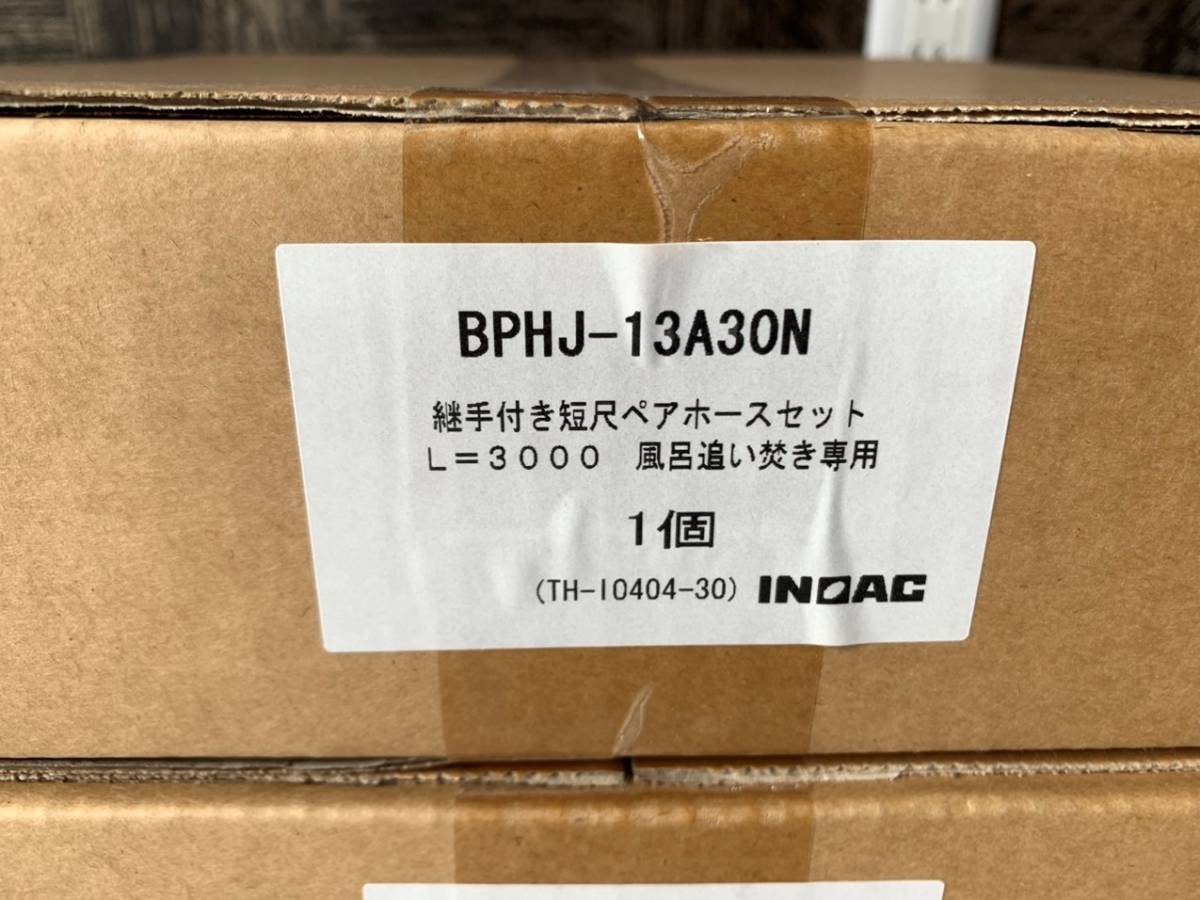 BPHJ-13A30N
継手付き短尺ペアホースセット
L=3000 風呂追い焚き専用
1個
(TH-I0404-30) INOAC